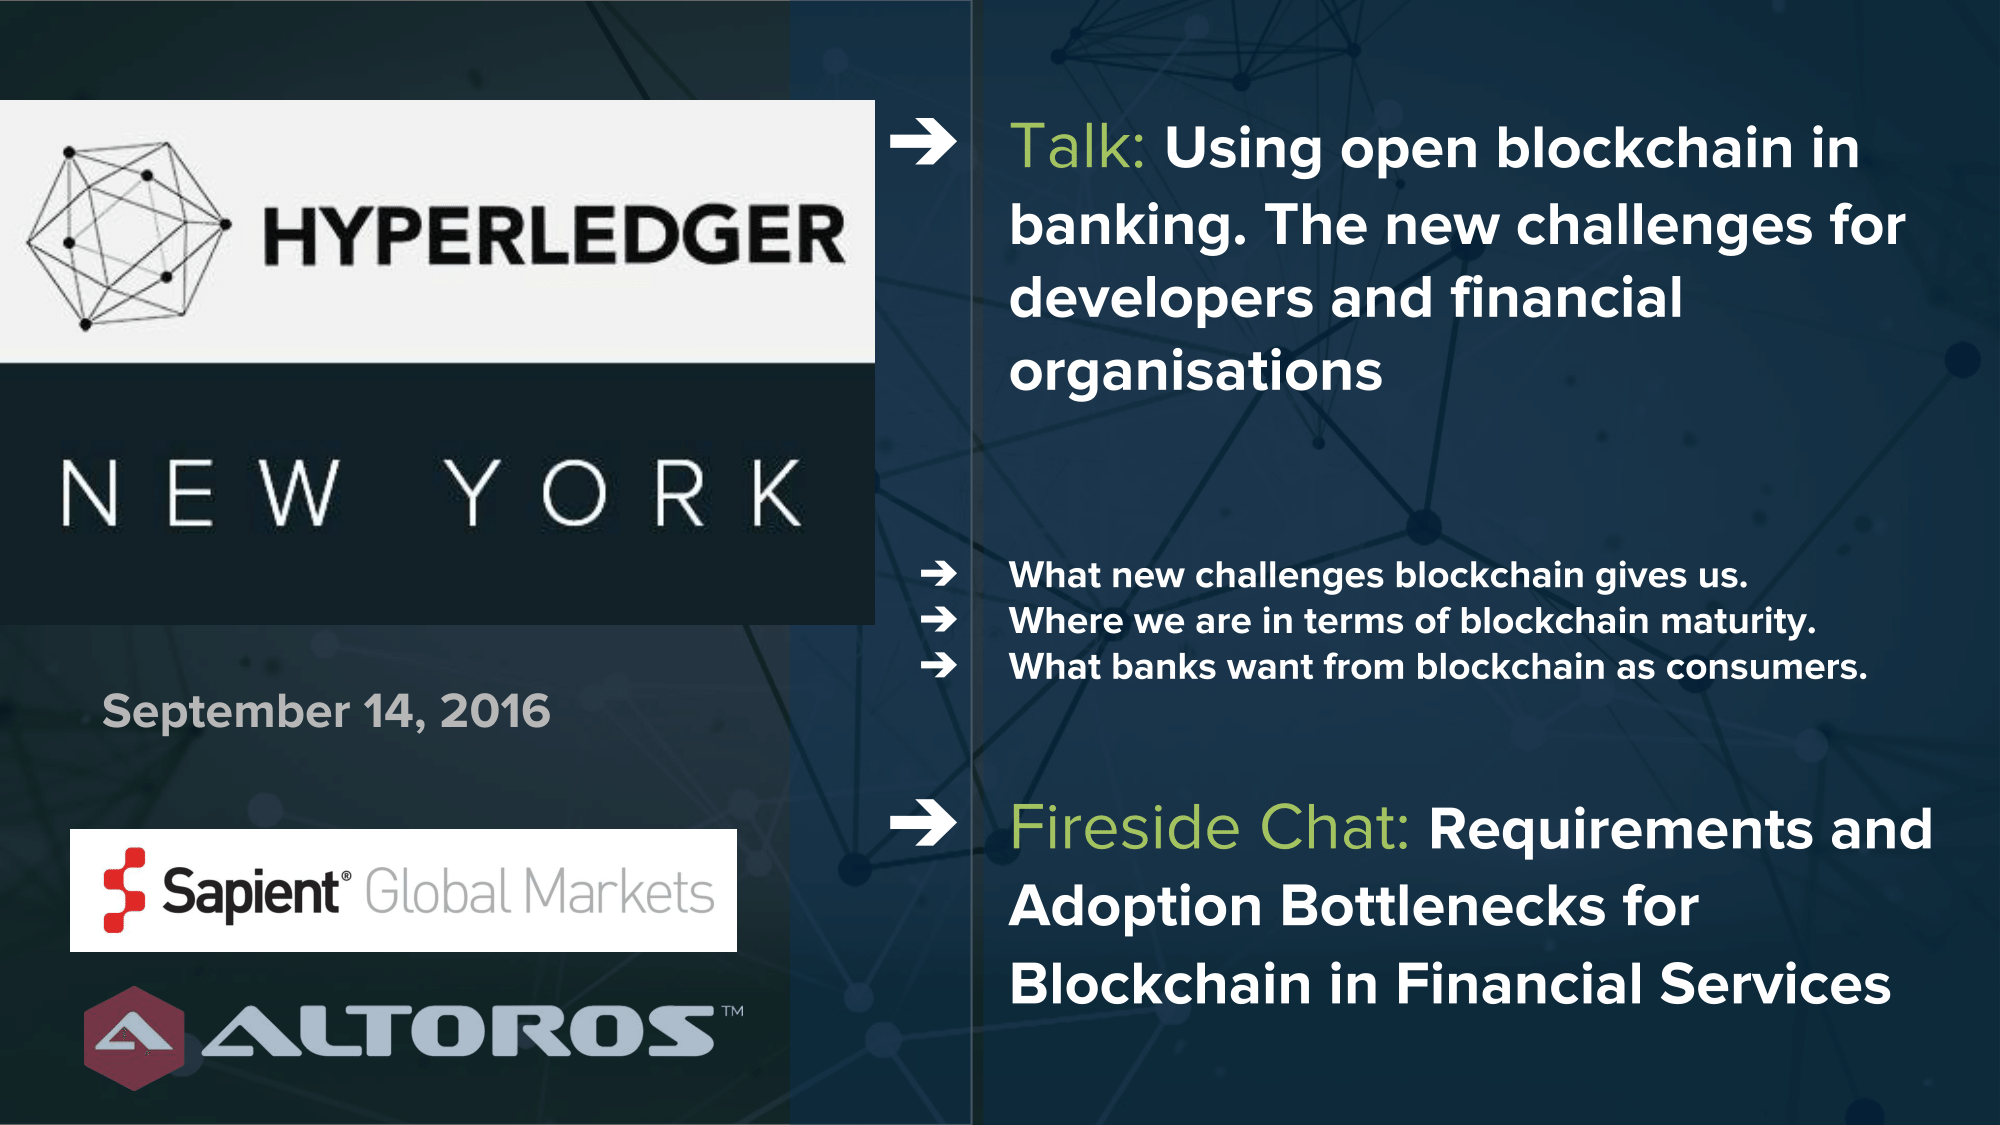 HYPERLEDGER
NEW YORK
September 14, 2016
Sapient® Global Markets
ALTOROS™
➔ Talk: Using open blockchain in
banking. The new challenges for
developers and financial
organisations
➔ What new challenges blockchain gives us.
➔ Where we are in terms of blockchain maturity.
➔ What banks want from blockchain as consumers.
➔ Fireside Chat: Requirements and
Adoption Bottlenecks for
Blockchain in Financial Services